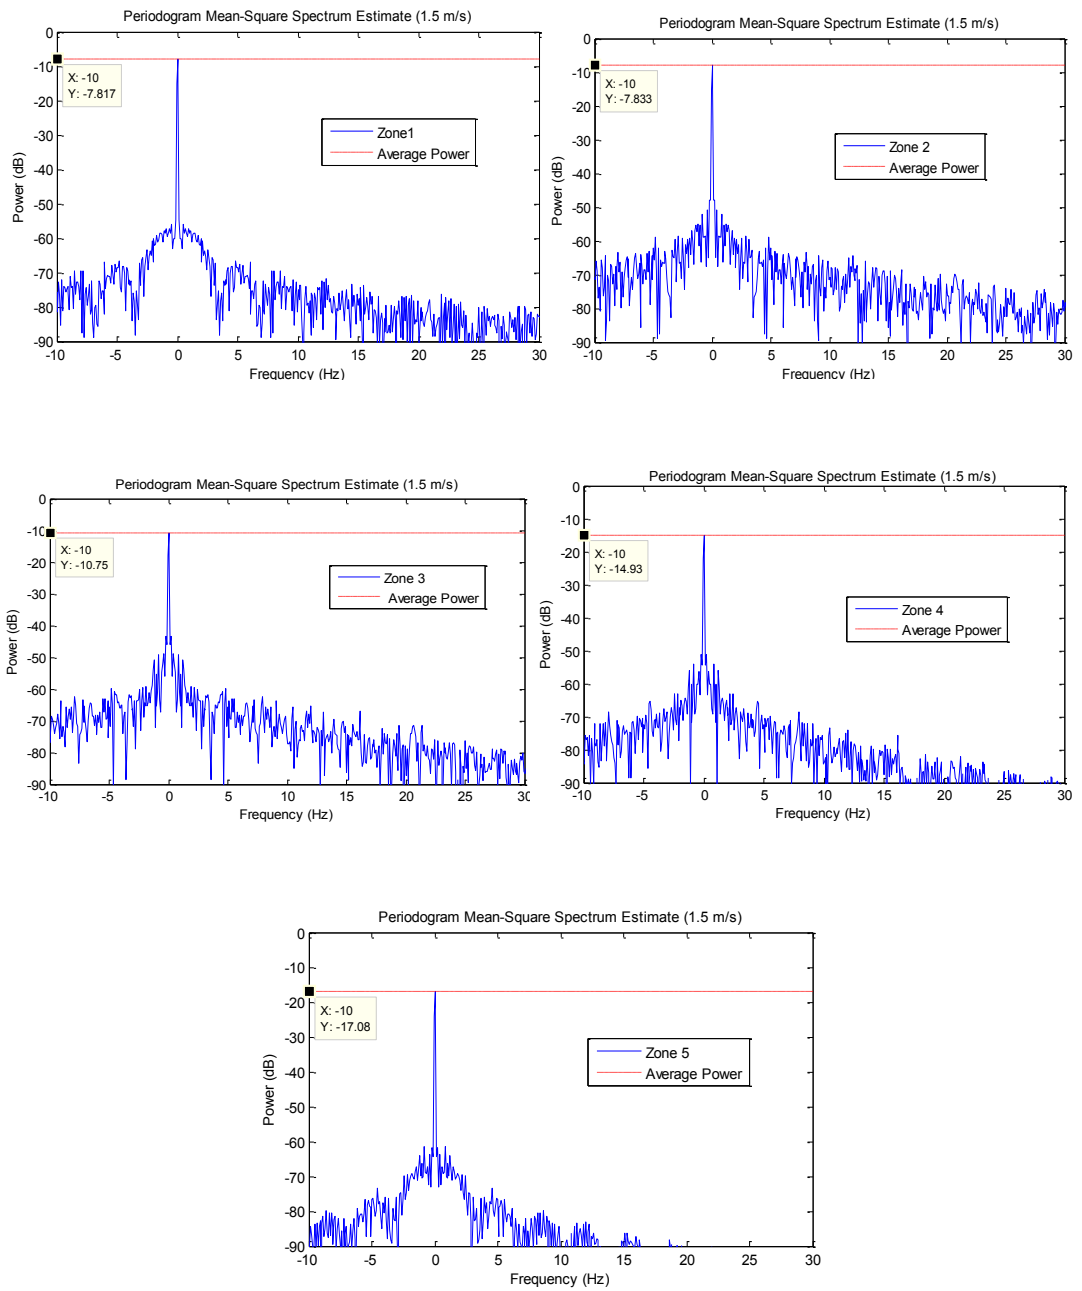 Periodogram Mean-Square Spectrum Estimate (1.5 m/s)
0
-10
-20
-30
-40
-50
-60
-70
-80
-90
Power (dB)
X: -10
Y: -7.817
Zone1
Average Power
-10 -5 0 5 10 15 20 25 30
Frequency (Hz)
Periodogram Mean-Square Spectrum Estimate (1.5 m/s)
0
-10
-20
-30
-40
-50
-60
-70
-80
-90
Power (dB)
X: -10
Y: -7.833
Zone 2
Average Power
-10 -5 0 5 10 15 20 25 30
Frequency (Hz)
Periodogram Mean-Square Spectrum Estimate (1.5 m/s)
0
-10
-20
-30
-40
-50
-60
-70
-80
-90
Power (dB)
X: -10
Y: -10.75
Zone 3
Average Power
-10 -5 0 5 10 15 20 25 30
Frequency (Hz)
Periodogram Mean-Square Spectrum Estimate (1.5 m/s)
0
-10
-20
-30
-40
-50
-60
-70
-80
-90
Power (dB)
X: -10
Y: -14.93
Zone 4
Average Ppower
-10 -5 0 5 10 15 20 25 30
Frequency (Hz)
Periodogram Mean-Square Spectrum Estimate (1.5 m/s)
0
-10
-20
-30
-40
-50
-60
-70
-80
-90
Power (dB)
X: -10
Y: -17.08
Zone 5
Average Power
-10 -5 0 5 10 15 20 25 30
Frequency (Hz)